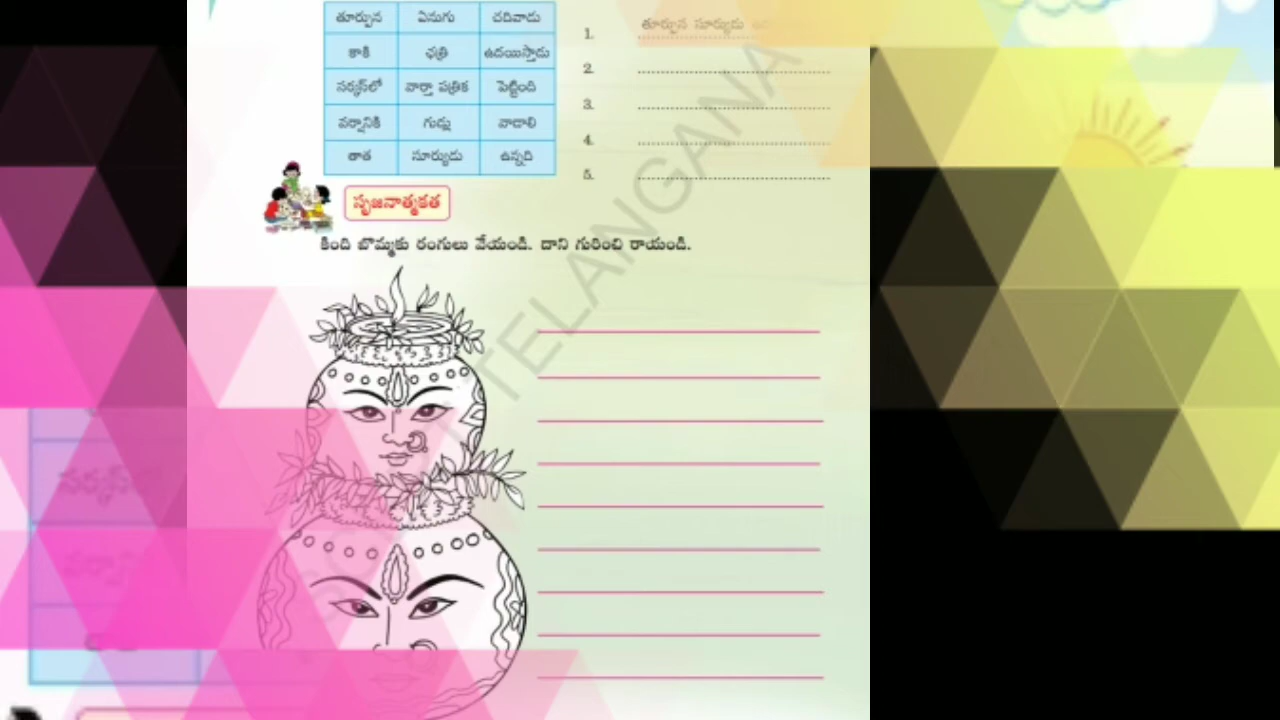 తూర్పున ఏనుగు చదివాడు
కాకి ఛత్రి ఉదయిస్తాడు
సర్కస్‌లో వార్తా పత్రిక పెట్టింది
వర్షానికి గుడ్లు వాడాలి
తాత సూర్యుడు ఉన్నది
1. తూర్పున సూర్యుడు
2.
3.
4.
5.
సృజనాత్మకత
కింది బొమ్మకు రంగులు వేయండి. దాని గురించి రాయండి.
TELANGANA